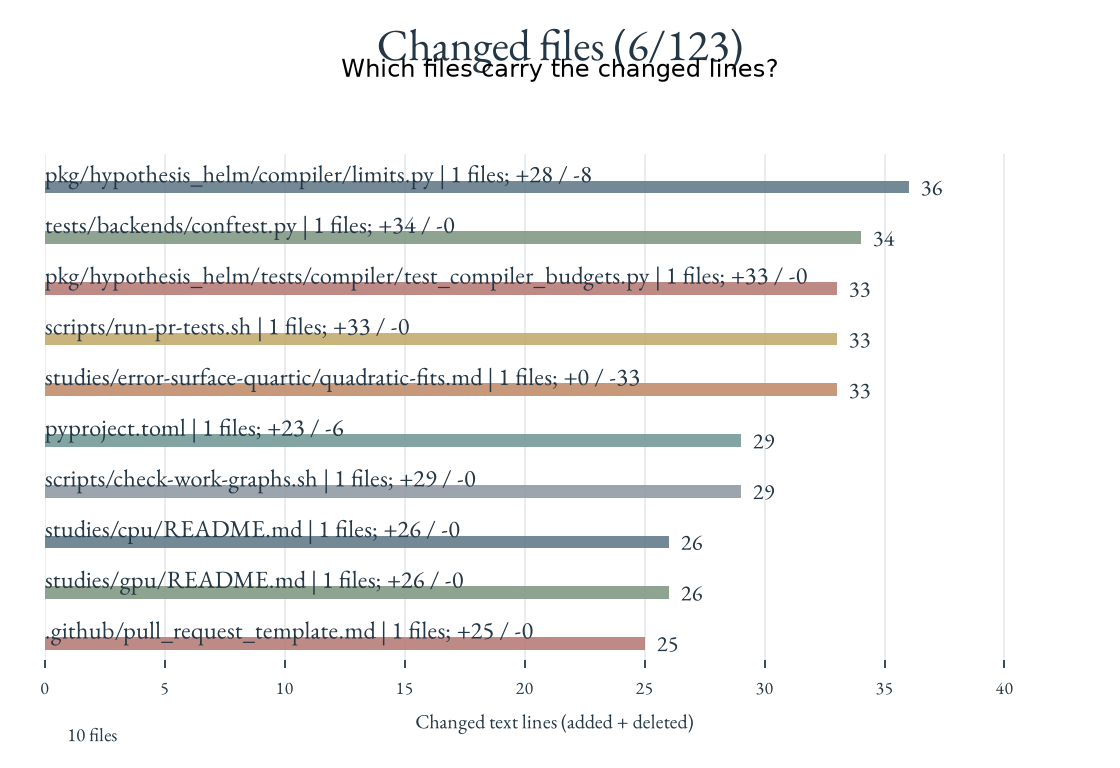 Changed files (6/123)
Which files carry the changed lines?
pkg/hypothesis_helm/compiler/limits.py | 1 files; +28 / -8
36
tests/backends/conftest.py | 1 files; +34 / -0
34
pkg/hypothesis_helm/tests/compiler/test_compiler_budgets.py | 1 files; +33 / -0
33
scripts/run-pr-tests.sh | 1 files; +33 / -0
33
studies/error-surface-quartic/quadratic-fits.md | 1 files; +0 / -33
33
pyproject.toml | 1 files; +23 / -6
29
scripts/check-work-graphs.sh | 1 files; +29 / -0
29
studies/cpu/README.md | 1 files; +26 / -0
26
studies/gpu/README.md | 1 files; +26 / -0
26
.github/pull_request_template.md | 1 files; +25 / -0
25
0 5 10 15 20 25 30 35 40
Changed text lines (added + deleted)
10 files